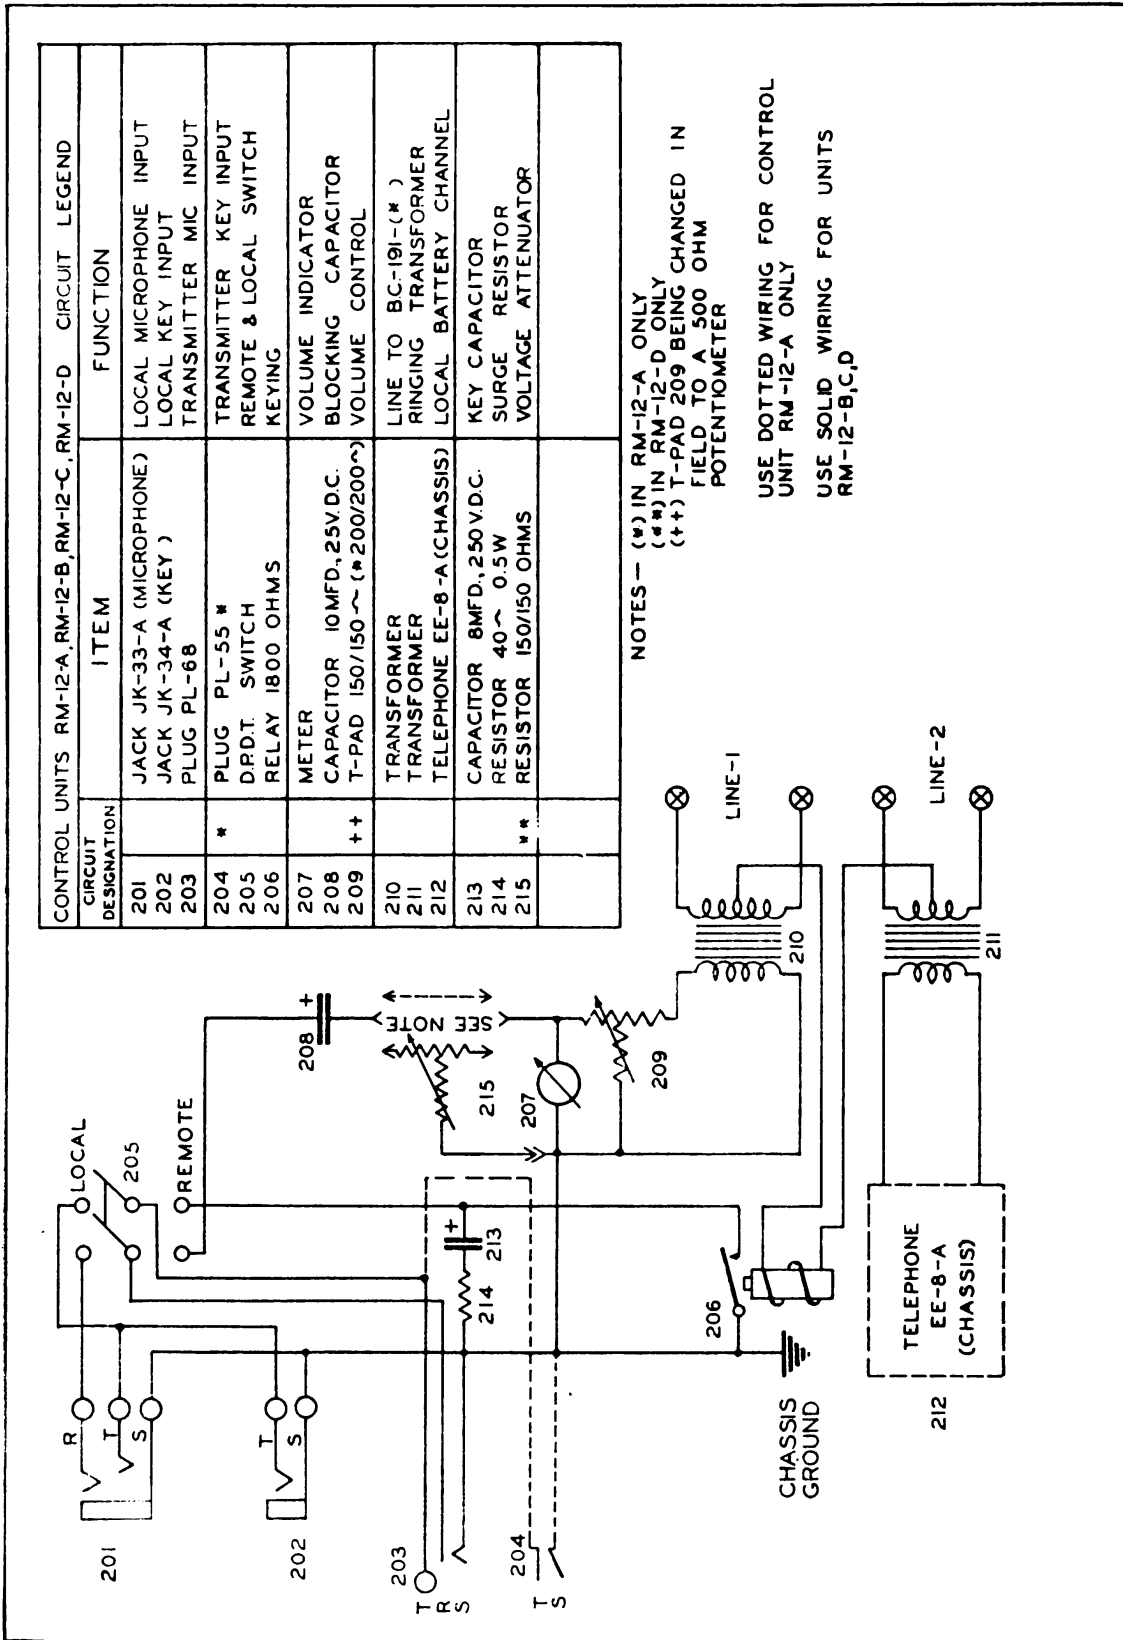 CONTROL UNITS RM-12-A, RM-12-B, RM-12-C, RM-12-D CIRCUIT LEGEND
CIRCUIT DESIGNATION ITEM FUNCTION
201 JACK JK-33-A (MICROPHONE) LOCAL MICROPHONE INPUT
202 JACK JK-34-A (KEY) LOCAL KEY INPUT
203 PLUG PL-68 TRANSMITTER MIC INPUT
204 * PLUG PL-55 * TRANSMITTER KEY INPUT
205 D.P.D.T. SWITCH REMOTE & LOCAL SWITCH
206 RELAY 1800 OHMS KEYING
207 METER VOLUME INDICATOR
208 CAPACITOR 10MFD., 25V.D.C. BLOCKING CAPACITOR
209 ++ T-PAD 150/150~ (*200/200~) VOLUME CONTROL
210 TRANSFORMER LINE TO B.C.-191-(*)
211 TRANSFORMER RINGING TRANSFORMER
212 TELEPHONE EE-8-A (CHASSIS) LOCAL BATTERY CHANNEL
213 CAPACITOR 8MFD., 250V.D.C. KEY CAPACITOR
214 RESISTOR 40~ 0.5W SURGE RESISTOR
215 ** RESISTOR 150/150 OHMS VOLTAGE ATTENUATOR
NOTES — (*) IN RM-12-A ONLY
(**) IN RM-12-D ONLY
(++) T-PAD 209 BEING CHANGED IN
FIELD TO A 500 OHM
POTENTIOMETER
USE DOTTED WIRING FOR CONTROL
UNIT RM-12-A ONLY
USE SOLID WIRING FOR UNITS
RM-12-B,C,D
201
R
T
S
202
T
S
203
T
R
S
204
T
S
LOCAL
205
REMOTE
208
+
SEE NOTE
215
207
209
213
+
214
206
CHASSIS
GROUND
210
LINE-1
211
LINE-2
212
TELEPHONE
EE-8-A
(CHASSIS)